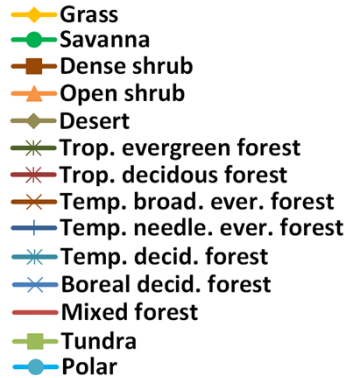 Grass
Savanna
Dense shrub
Open shrub
Desert
Trop. evergreen forest
Trop. decidous forest
Temp. broad. ever. forest
Temp. needle. ever. forest
Temp. decid. forest
Boreal decid. forest
Mixed forest
Tundra
Polar